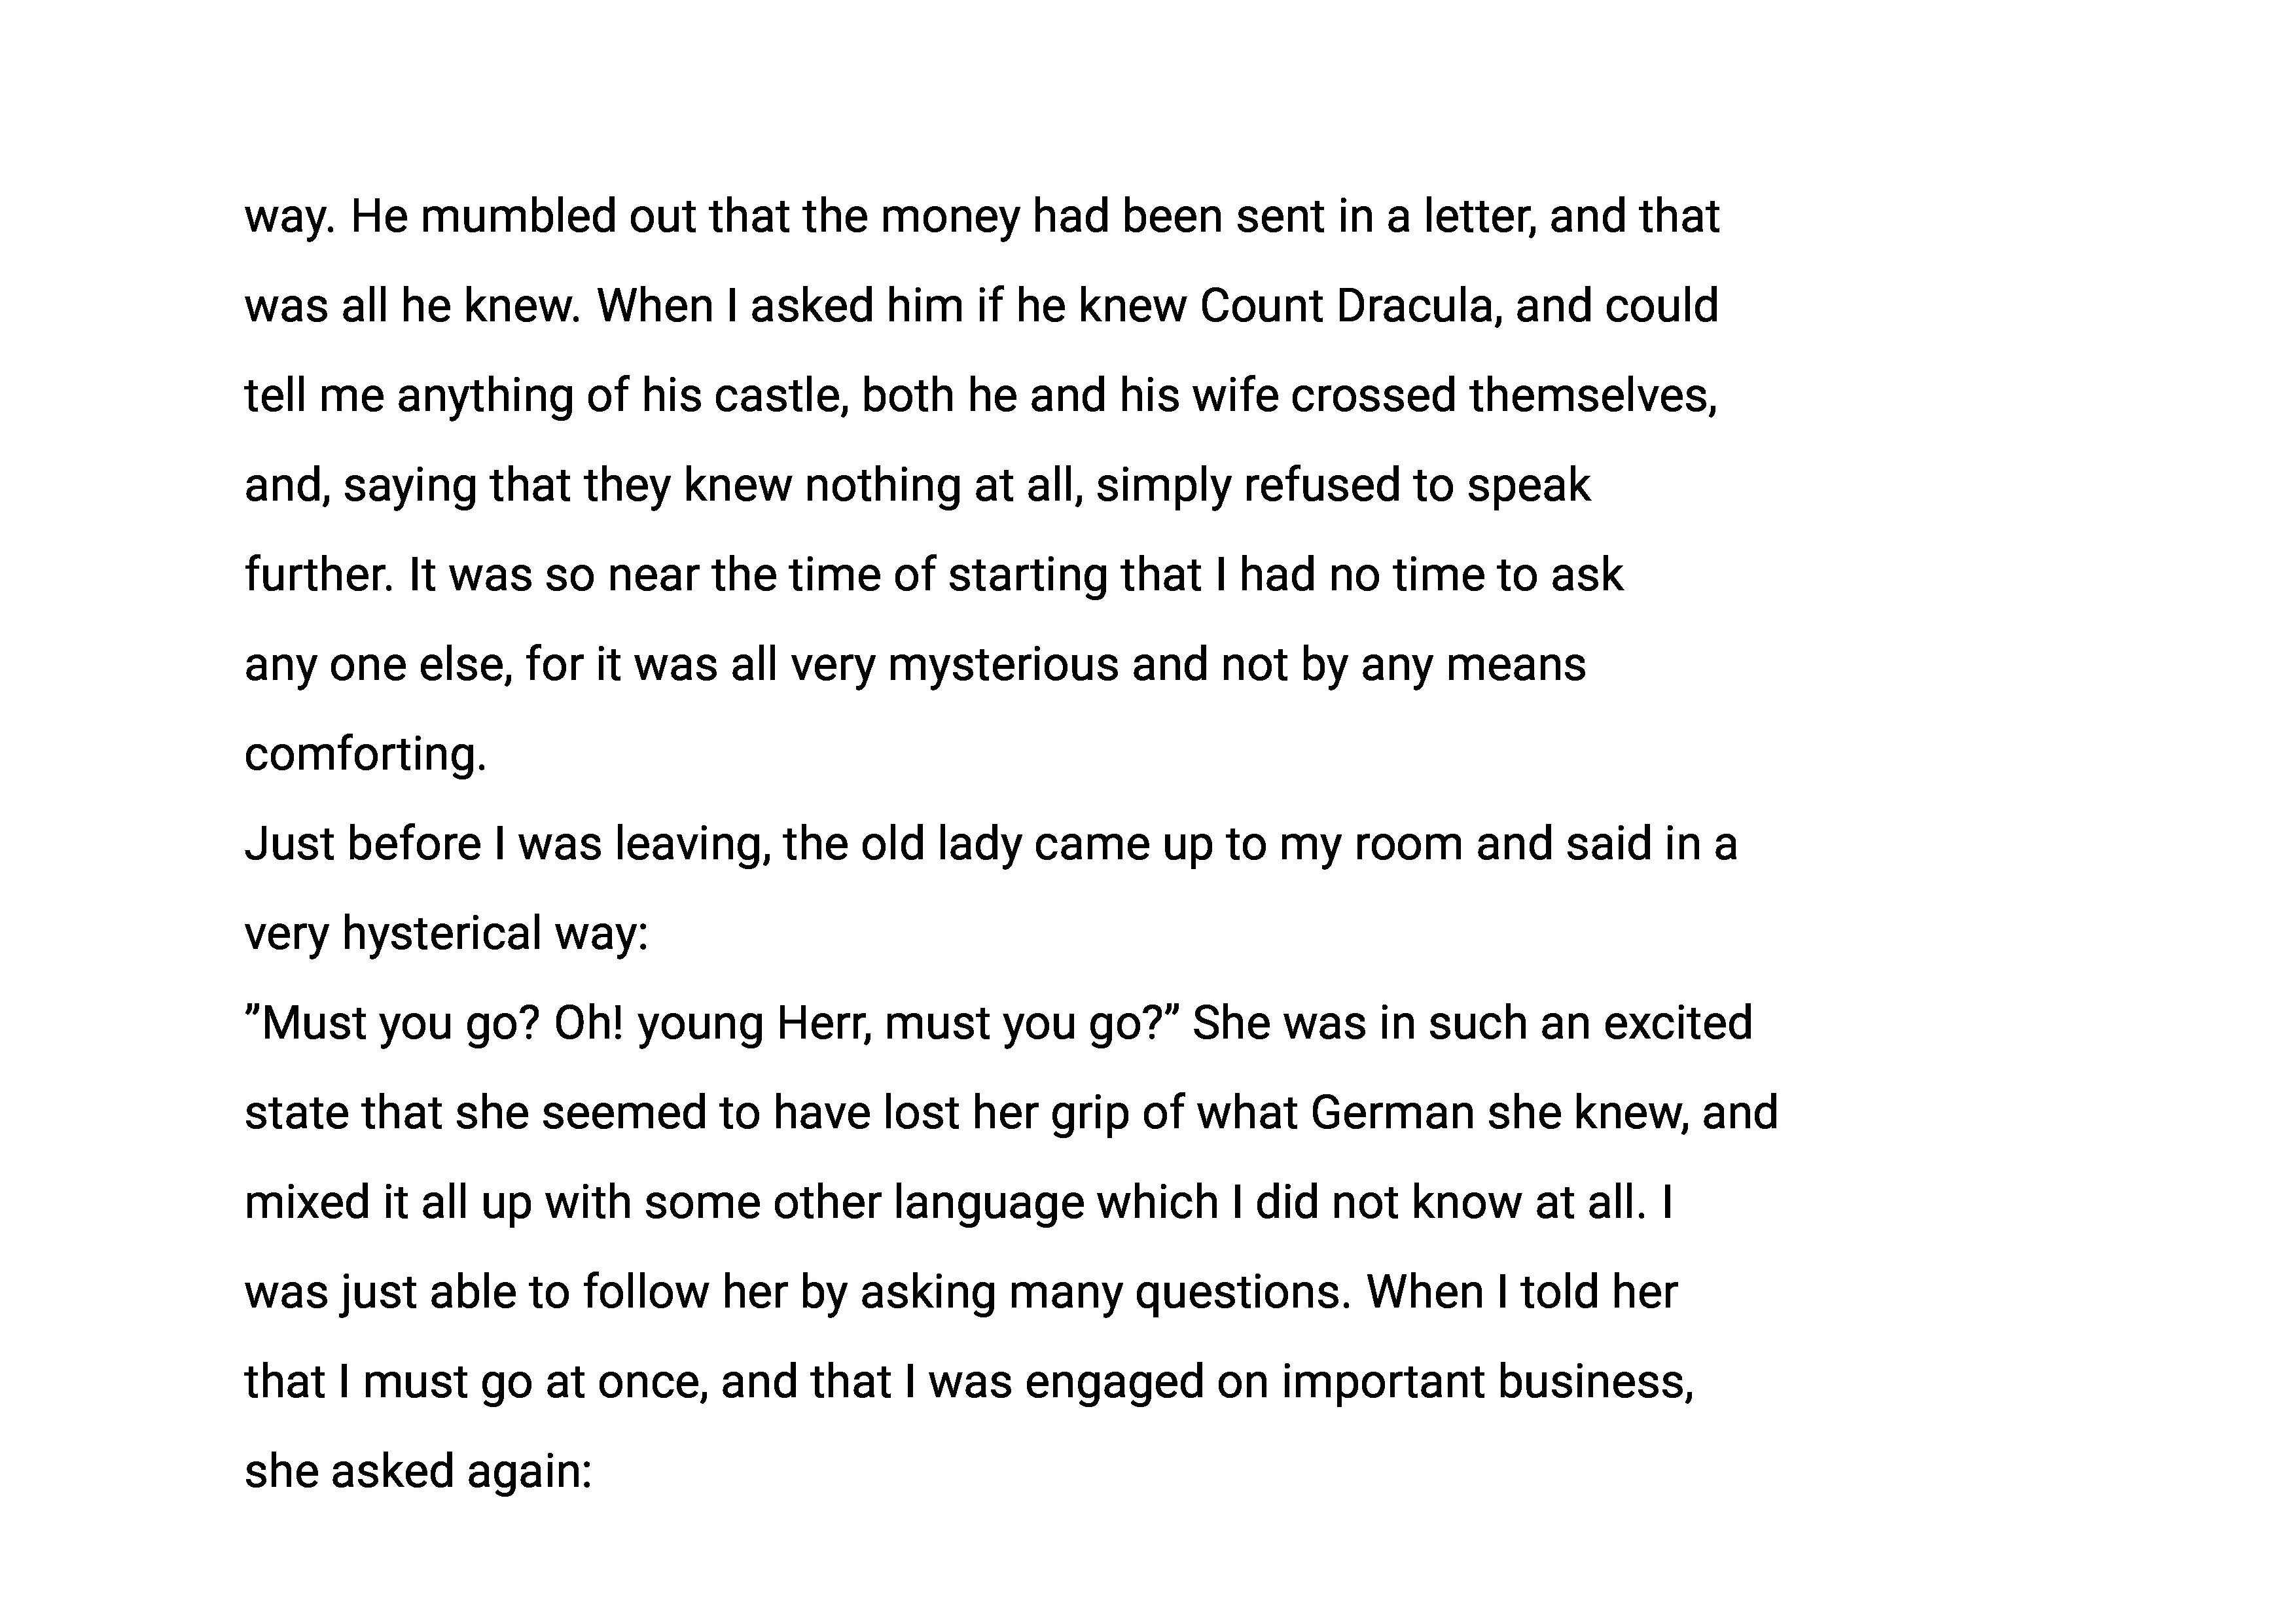 way. He mumbled out that the money had been sent in a letter, and that
was all he knew. When I asked him if he knew Count Dracula, and could
tell me anything of his castle, both he and his wife crossed themselves,
and, saying that they knew nothing at all, simply refused to speak
further. It was so near the time of starting that I had no time to ask
any one else, for it was all very mysterious and not by any means
comforting.
Just before I was leaving, the old lady came up to my room and said in a
very hysterical way:
”Must you go? Oh! young Herr, must you go?” She was in such an excited
state that she seemed to have lost her grip of what German she knew, and
mixed it all up with some other language which I did not know at all. I
was just able to follow her by asking many questions. When I told her
that I must go at once, and that I was engaged on important business,
she asked again: